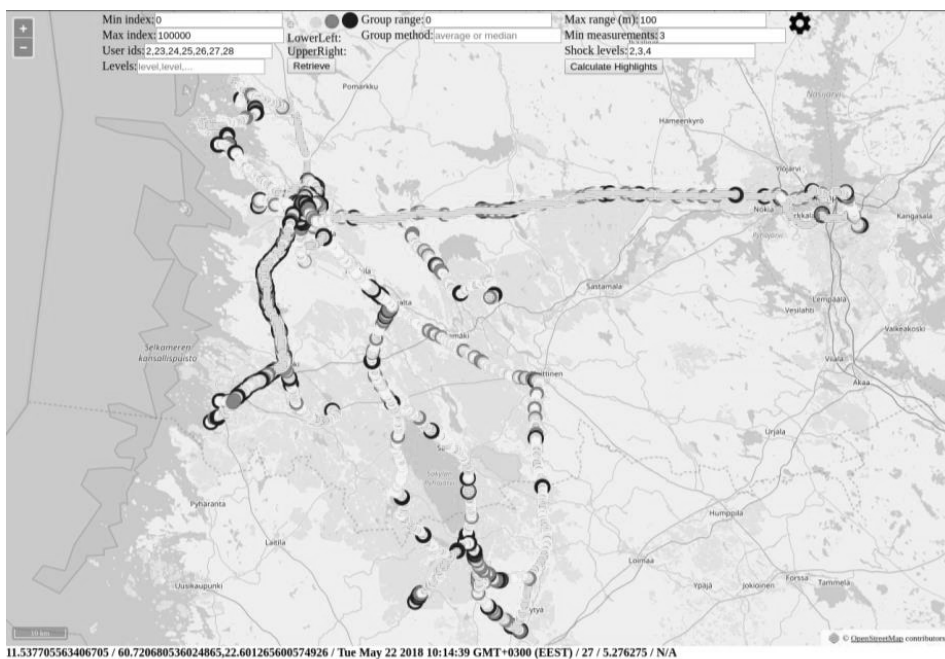 +
−
Min index: 0
Max index: 100000
User ids: 2,23,24,25,26,27,28
Levels: level,level,...
LowerLeft:
UpperRight:
Retrieve
Group range: 0
Group method: average or median
Max range (m): 100
Min measurements: 3
Shock levels: 2,3,4
Calculate Highlights
Pomarkku
Näsijärvi
Hämeenkyrö
Ylöjärvi
Nokia
Kangasala
Sastamala
Lempäälä
Vesilahti
Valkeakoski
Selkämeren
kansallispuisto
Viiala
Akaa
Urjala
Pyhäranta
Humppila
Laitila
Loimaa
Uusikaupunki
Ypäjä
Jokioinen
Forssa
Tammela
10 km
© OpenStreetMap contributors
11.537705563406705 / 60.720680536024865,22.601265600574926 / Tue May 22 2018 10:14:39 GMT+0300 (EEST) / 27 / 5.276275 / N/A